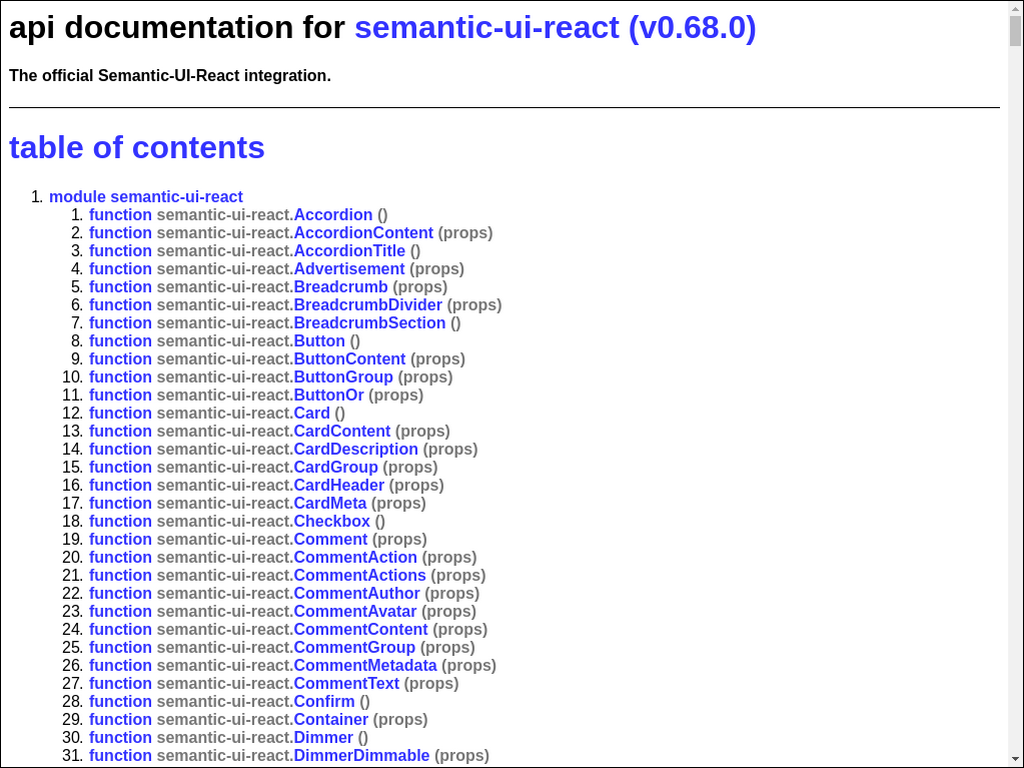 api documentation for semantic-ui-react (v0.68.0)
The official Semantic-UI-React integration.
table of contents
1. module semantic-ui-react
1. function semantic-ui-react.Accordion ()
2. function semantic-ui-react.AccordionContent (props)
3. function semantic-ui-react.AccordionTitle ()
4. function semantic-ui-react.Advertisement (props)
5. function semantic-ui-react.Breadcrumb (props)
6. function semantic-ui-react.BreadcrumbDivider (props)
7. function semantic-ui-react.BreadcrumbSection ()
8. function semantic-ui-react.Button ()
9. function semantic-ui-react.ButtonContent (props)
10. function semantic-ui-react.ButtonGroup (props)
11. function semantic-ui-react.ButtonOr (props)
12. function semantic-ui-react.Card ()
13. function semantic-ui-react.CardContent (props)
14. function semantic-ui-react.CardDescription (props)
15. function semantic-ui-react.CardGroup (props)
16. function semantic-ui-react.CardHeader (props)
17. function semantic-ui-react.CardMeta (props)
18. function semantic-ui-react.Checkbox ()
19. function semantic-ui-react.Comment (props)
20. function semantic-ui-react.CommentAction (props)
21. function semantic-ui-react.CommentActions (props)
22. function semantic-ui-react.CommentAuthor (props)
23. function semantic-ui-react.CommentAvatar (props)
24. function semantic-ui-react.CommentContent (props)
25. function semantic-ui-react.CommentGroup (props)
26. function semantic-ui-react.CommentMetadata (props)
27. function semantic-ui-react.CommentText (props)
28. function semantic-ui-react.Confirm ()
29. function semantic-ui-react.Container (props)
30. function semantic-ui-react.Dimmer ()
31. function semantic-ui-react.DimmerDimmable (props)